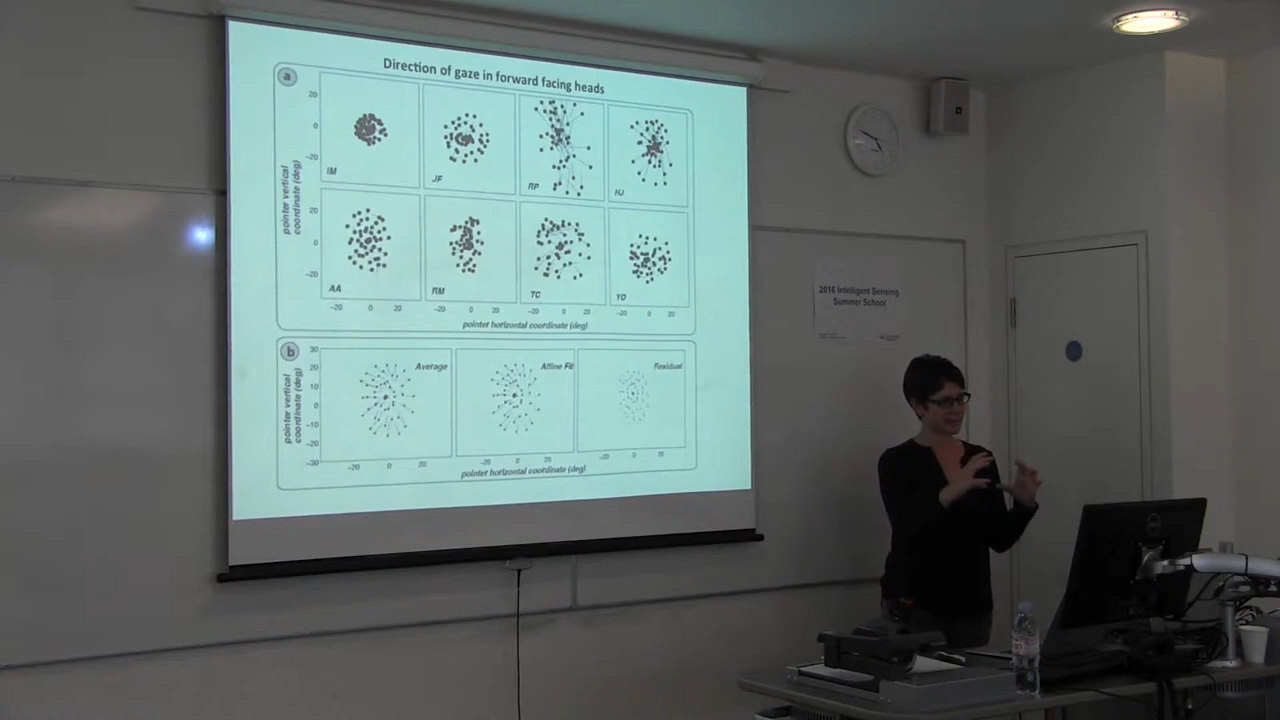 Direction of gaze in forward facing heads
a
20
0
-20
IM
JF
RP
HJ
20
0
-20
AA
RM
TC
YD
-20 0 20
-20 0 20
-20 0 20
-20 0 20
pointer vertical
coordinate (deg)
pointer horizontal coordinate (deg)
b
30
20
10
0
-10
-20
-30
Average
Affine Fit
Residual
-20 0 20
-20 0 20
-20 0 20
pointer vertical
coordinate (deg)
pointer horizontal coordinate (deg)
2016 Intelligent Sensing
Summer School